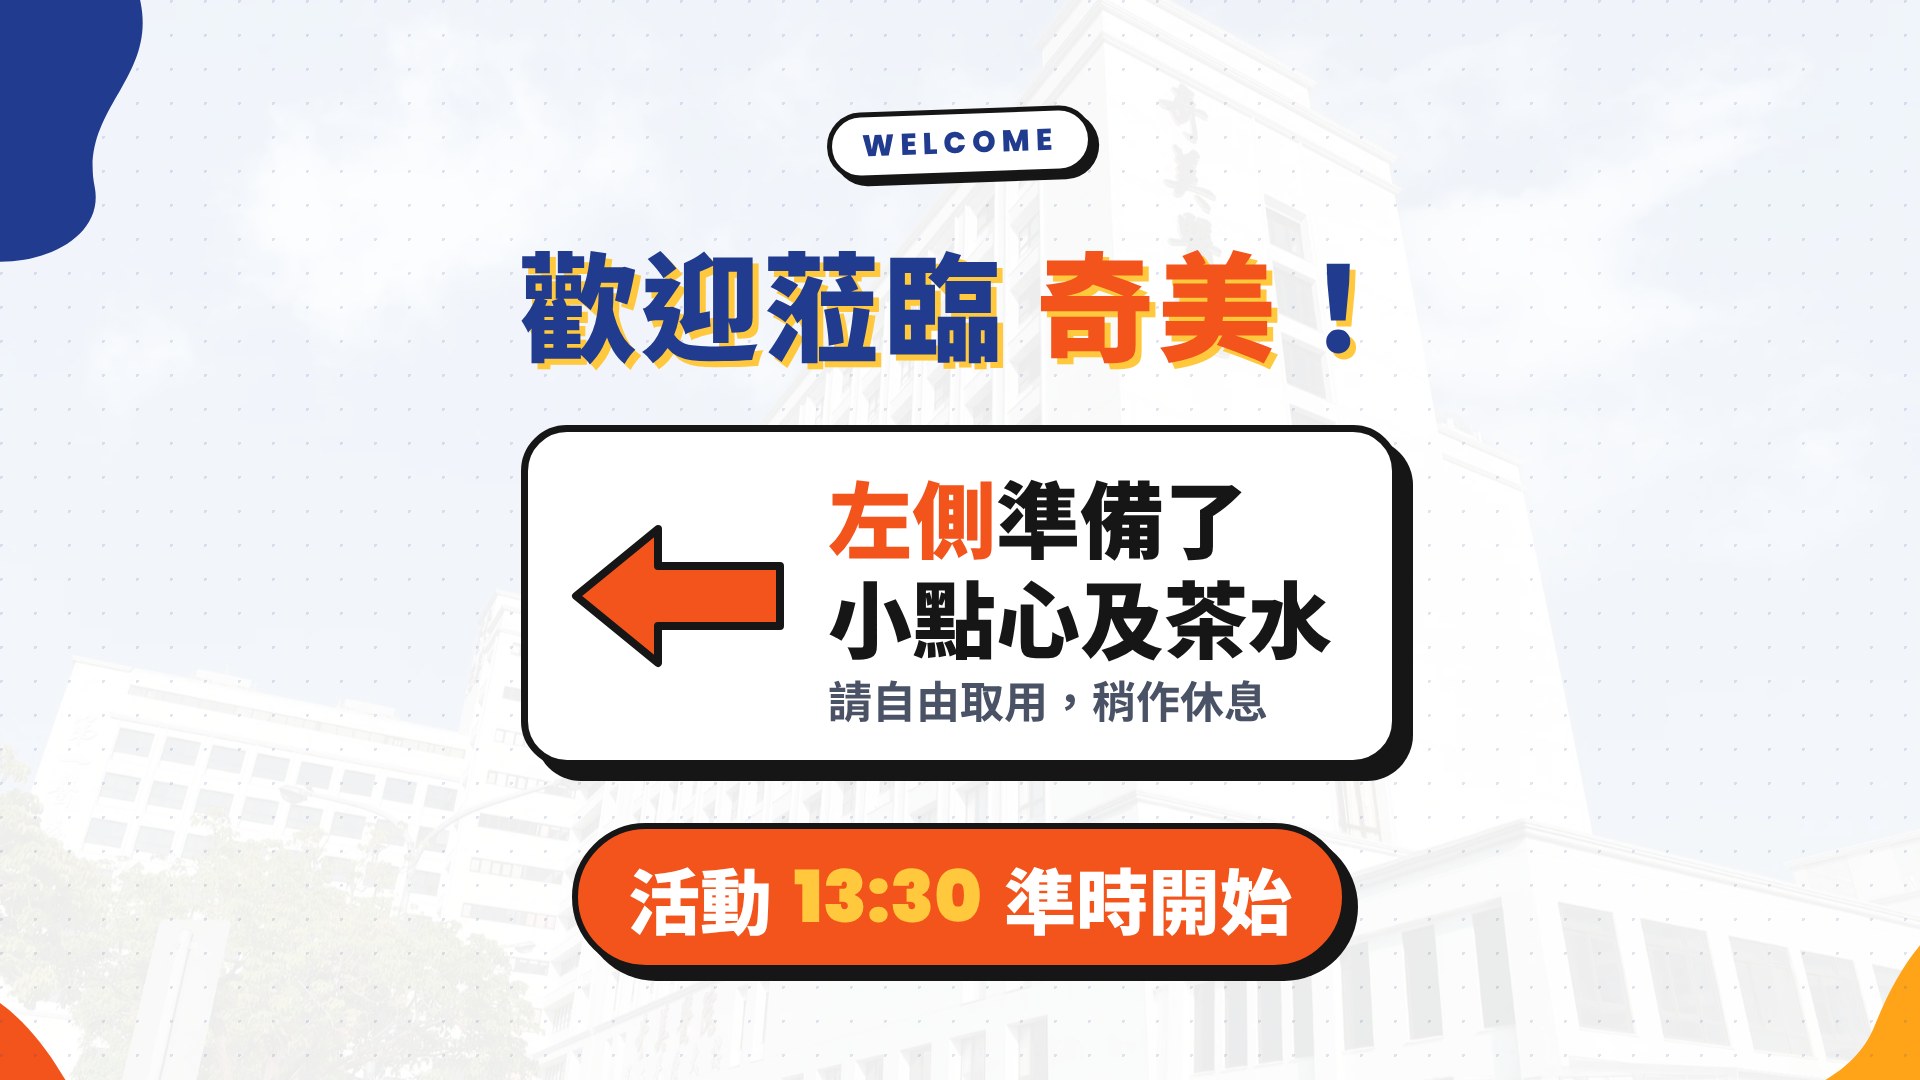 WELCOME
歡迎蒞臨 奇美！
左側準備了
小點心及茶水
請自由取用，稍作休息
活動 13:30 準時開始